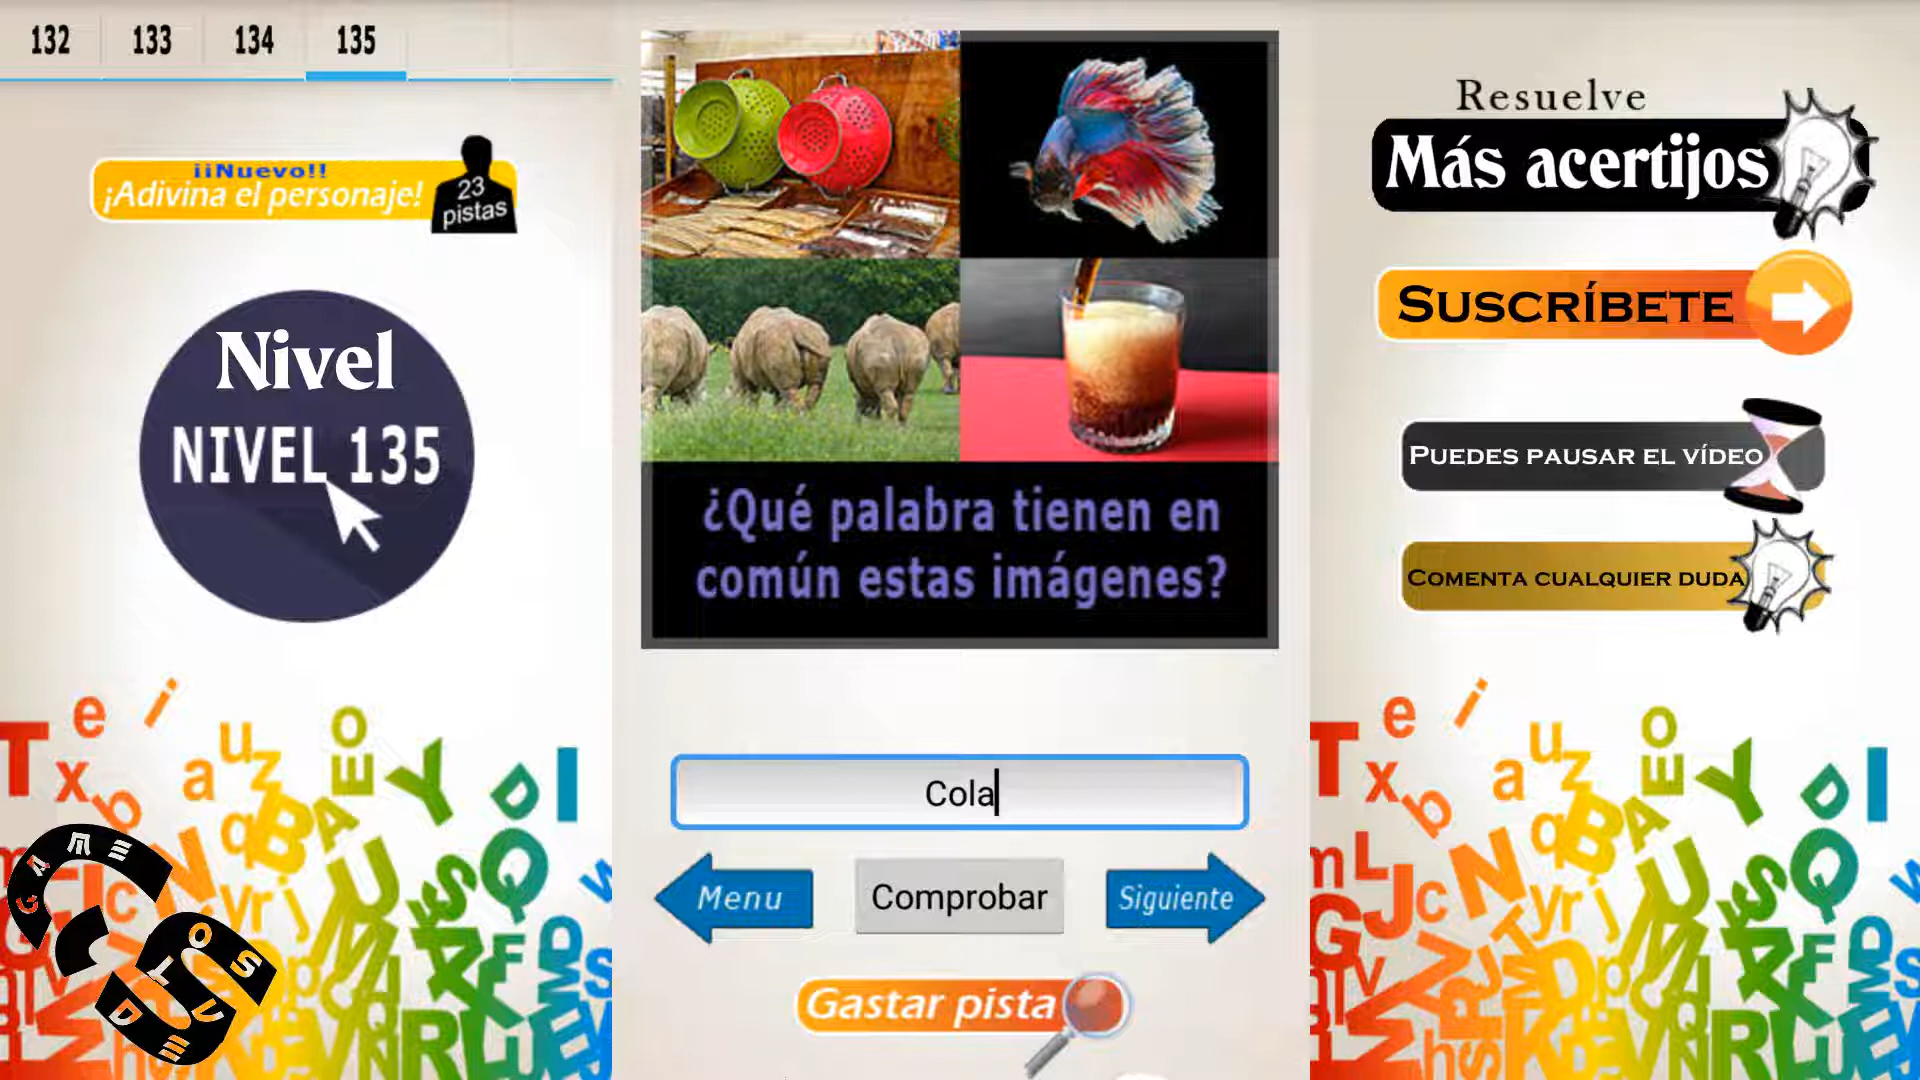 132 133 134 135
¡¡Nuevo!!
¡Adivina el personaje!
23
pistas
Nivel
NIVEL 135
¿Qué palabra tienen en
común estas imágenes?
Cola
Menu
Comprobar
Siguiente
Gastar pista
Resuelve
Más acertijos
SUSCRÍBETE
PUEDES PAUSAR EL VÍDEO
COMENTA CUALQUIER DUDA
GAME